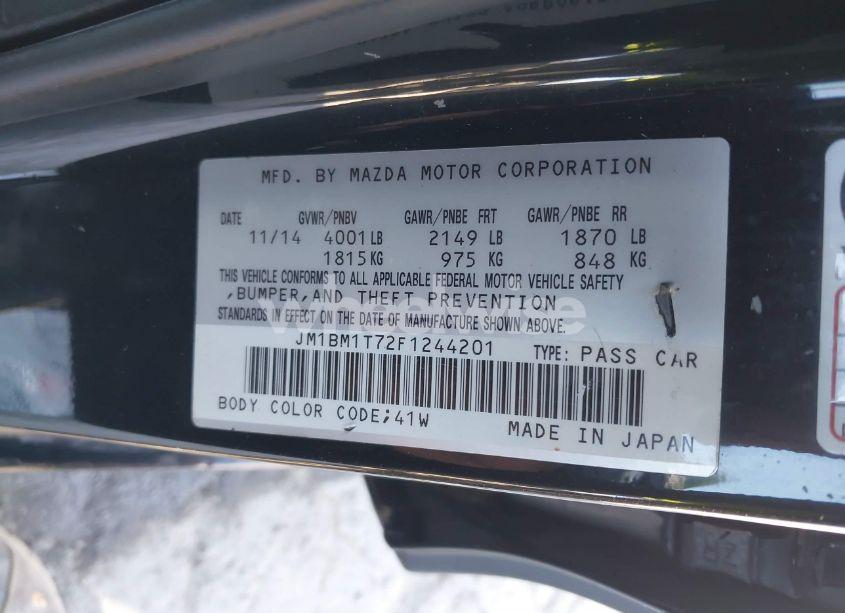 MFD. BY MAZDA MOTOR CORPORATION
DATE GVWR/PNBV GAWR/PNBE FRT GAWR/PNBE RR
11/14 4001 LB 2149 LB 1870 LB
1815 KG 975 KG 848 KG
THIS VEHICLE CONFORMS TO ALL APPLICABLE FEDERAL MOTOR VEHICLE SAFETY
,BUMPER,AND THEFT PREVENTION
STANDARDS IN EFFECT ON THE DATE OF MANUFACTURE SHOWN ABOVE.
JM1BM1T72F1244201 TYPE: PASS CAR
BODY COLOR CODE;41W
MADE IN JAPAN